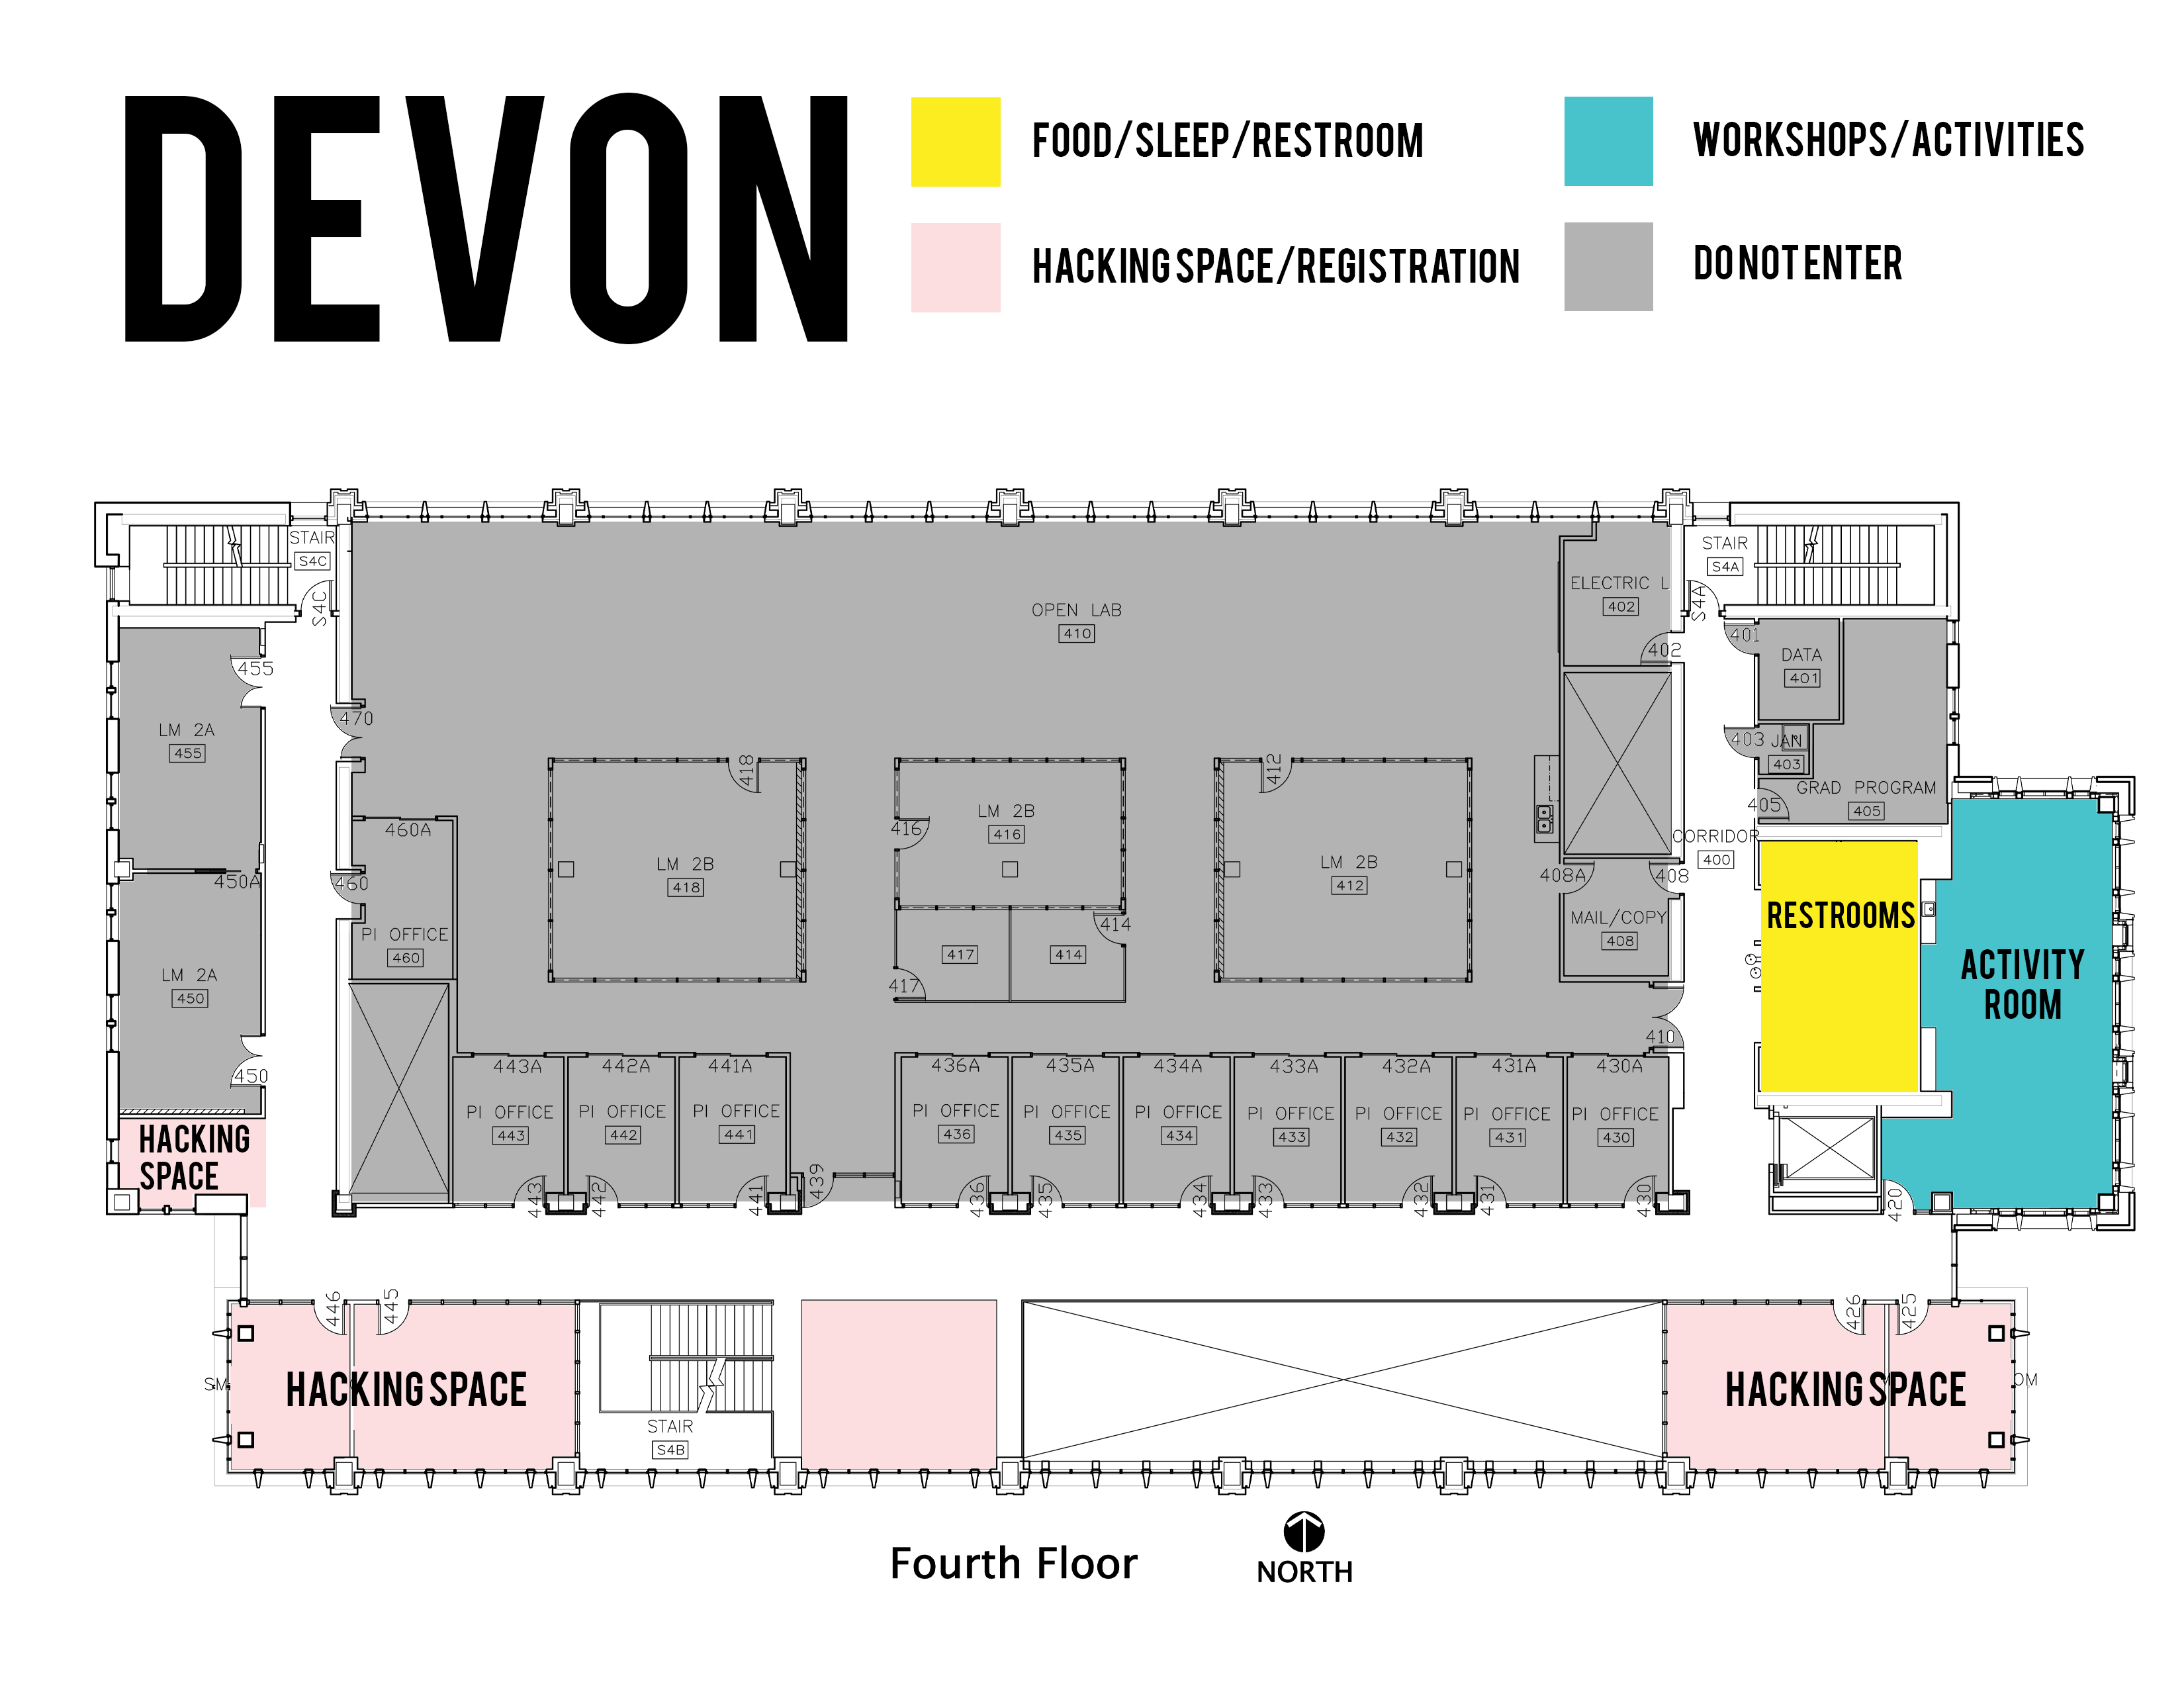 DEVON
FOOD/SLEEP/RESTROOM
WORKSHOPS/ACTIVITIES
HACKING SPACE/REGISTRATION
DO NOT ENTER
STAIR
S4C
S4C
STAIR
S4A
S4A
ELECTRIC L
402
402
OPEN LAB
410
401
DATA
401
455
LM 2A
455
470
403
JAN
403
GRAD PROGRAM
405
405
418
412
LM 2B
416
416
460A
CORRIDOR
400
LM 2B
418
LM 2B
412
450A
460
408A
408
RESTROOMS
MAIL/COPY
408
414
PI OFFICE
460
417
414
ACTIVITY
ROOM
LM 2A
450
417
410
450
443A
442A
441A
436A
435A
434A
433A
432A
431A
430A
PI OFFICE
443
PI OFFICE
442
PI OFFICE
441
PI OFFICE
436
PI OFFICE
435
PI OFFICE
434
PI OFFICE
433
PI OFFICE
432
PI OFFICE
431
PI OFFICE
430
HACKING
SPACE
443
442
441
439
436
435
434
433
432
431
430
420
446
445
426
425
SM
HACKING SPACE
HACKING SPACE
OM
STAIR
S4B
Fourth Floor
NORTH